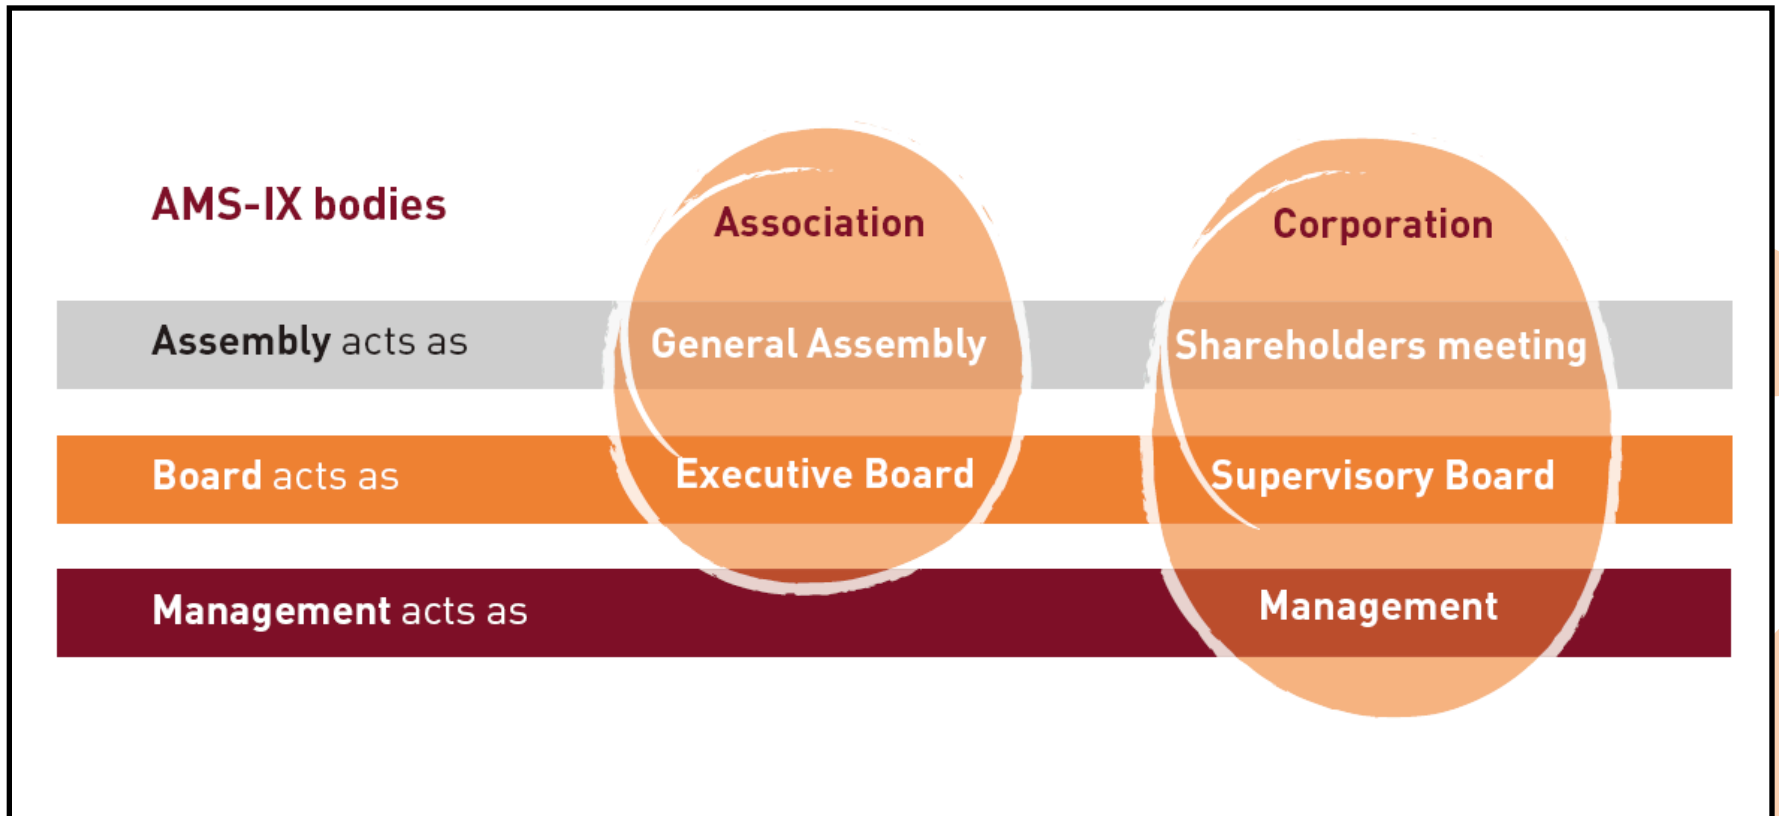 AMS-IX bodies Association Corporation
Assembly acts as General Assembly Shareholders meeting
Board acts as Executive Board Supervisory Board
Management acts as Management